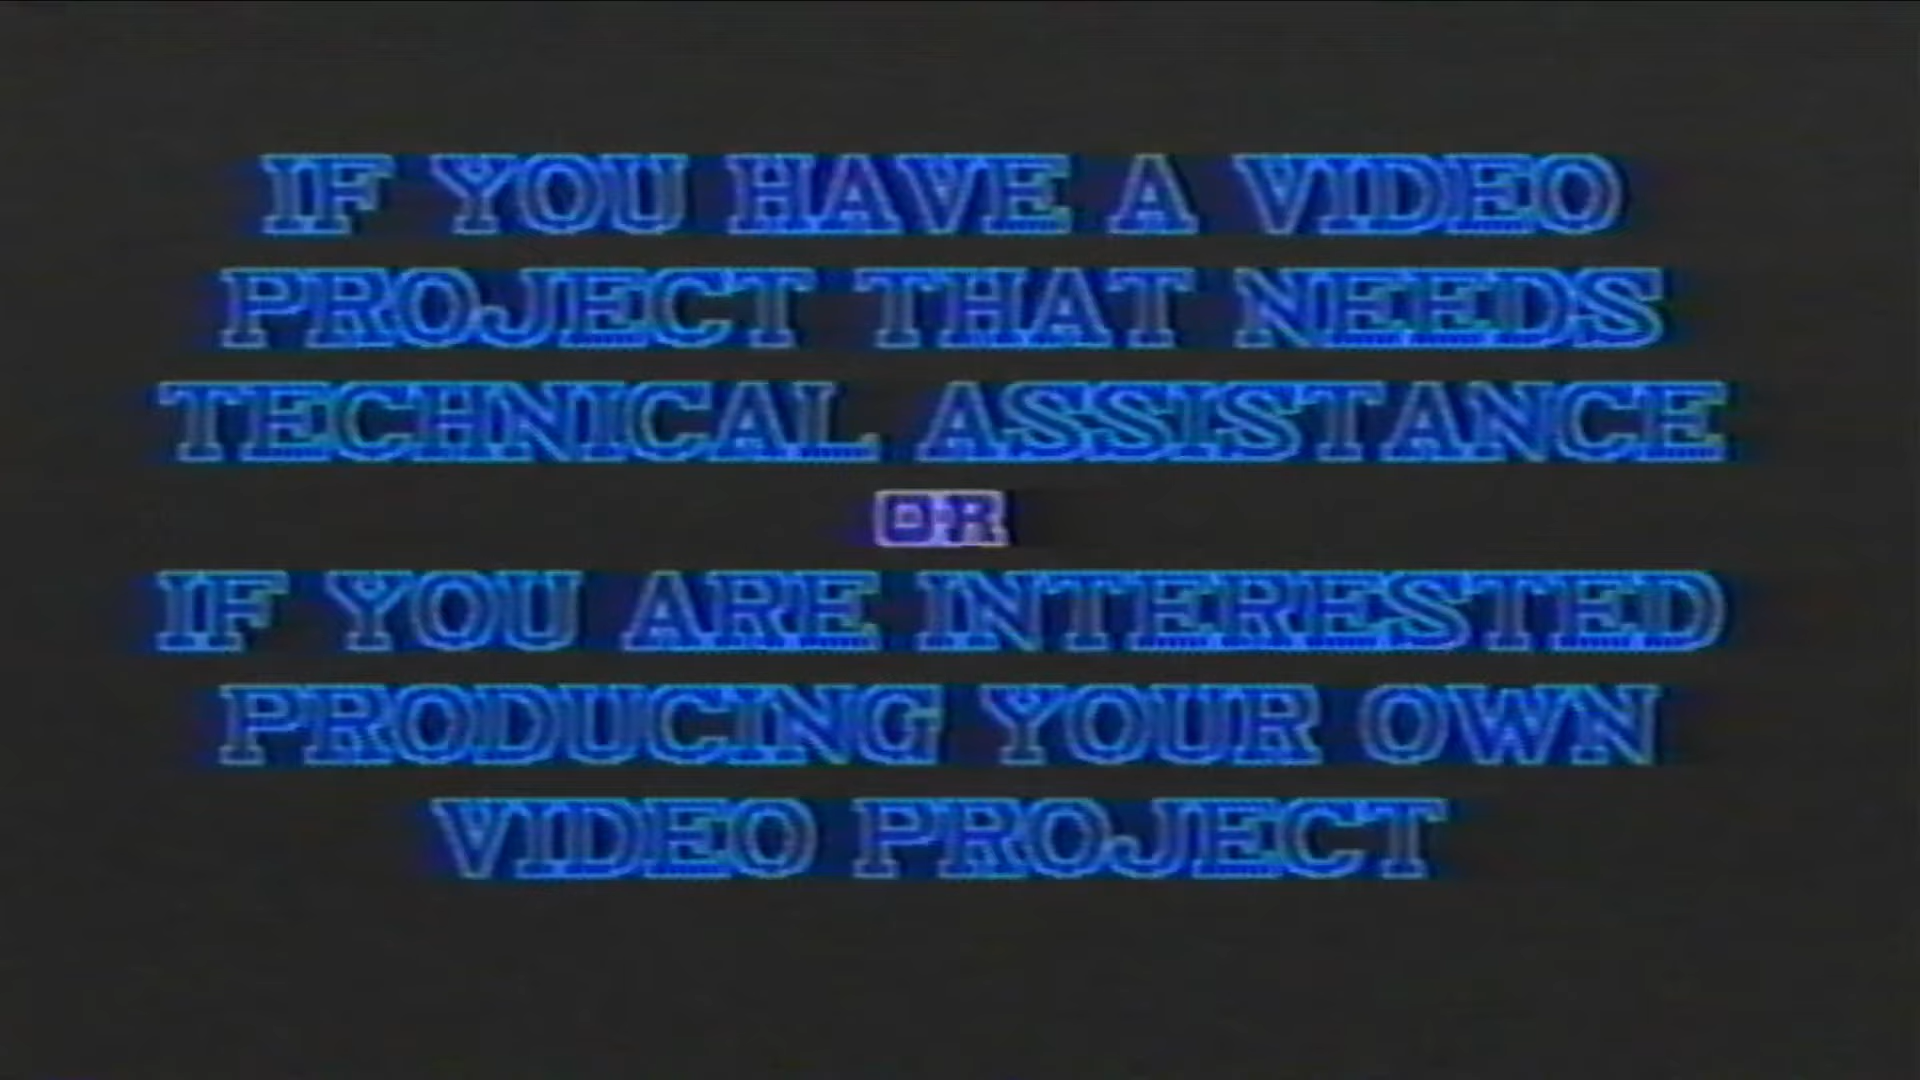 IF YOU HAVE A VIDEO
PROJECT THAT NEEDS
TECHNICAL ASSISTANCE
OR
IF YOU ARE INTERESTED
PRODUCING YOUR OWN
VIDEO PROJECT